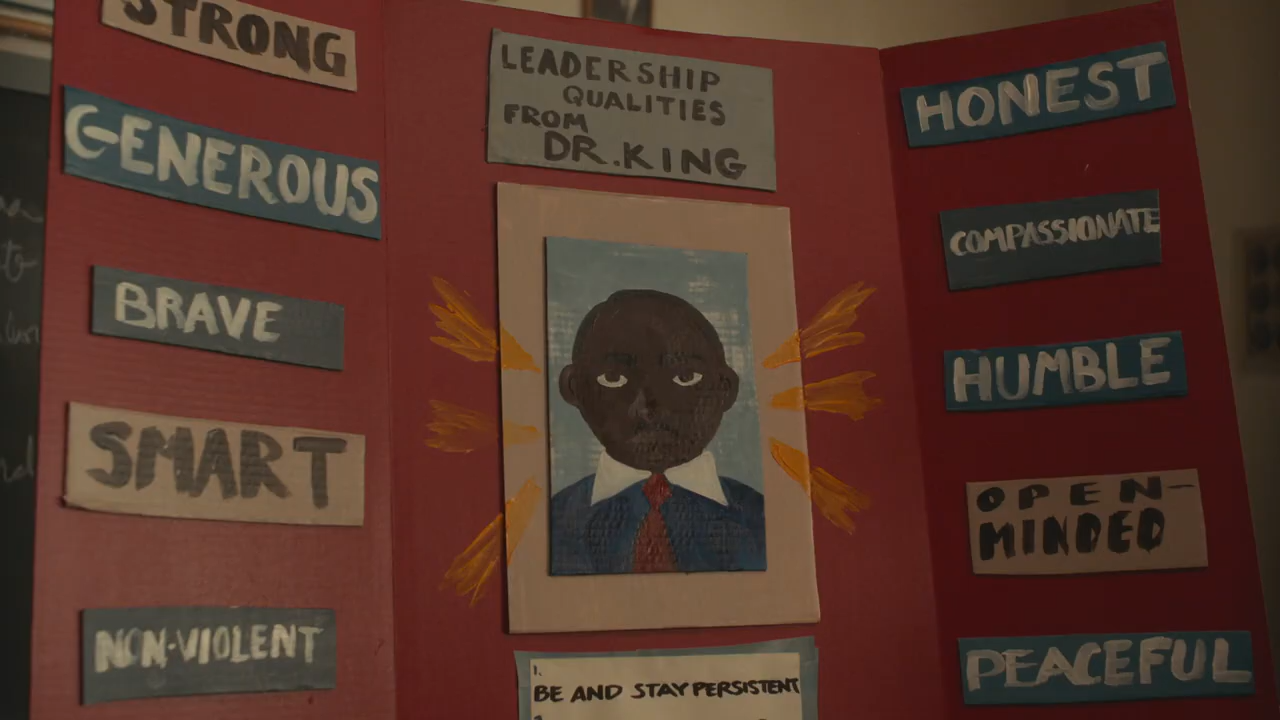 STRONG
GENEROUS
BRAVE
SMART
NON-VIOLENT
LEADERSHIP
QUALITIES
FROM
DR.KING
1.
BE AND STAY PERSISTENT
HONEST
COMPASSIONATE
HUMBLE
OPEN-
MINDED
PEACEFUL